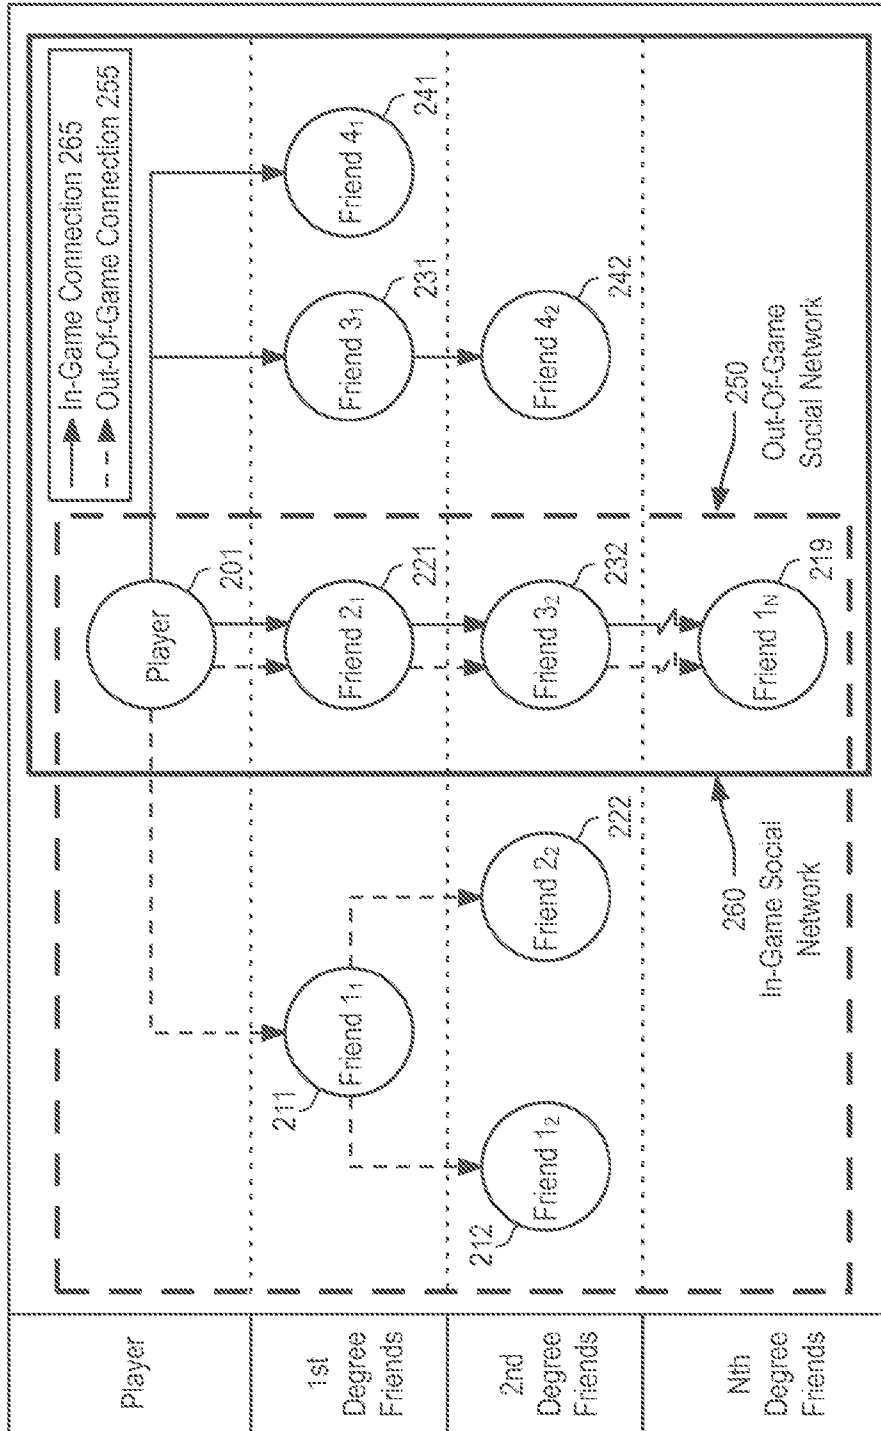 In-Game Connection 265
Out-Of-Game Connection 255
Player
Player
201
1st
Degree
Friends
211
Friend 1₁
Friend 2₁
221
Friend 3₁
231
Friend 4₁
241
2nd
Degree
Friends
212
Friend 1₂
Friend 2₂
222
Friend 3₂
232
Friend 4₂
242
Nth
Degree
Friends
260
In-Game Social
Network
Friend 1N
219
250
Out-Of-Game
Social Network